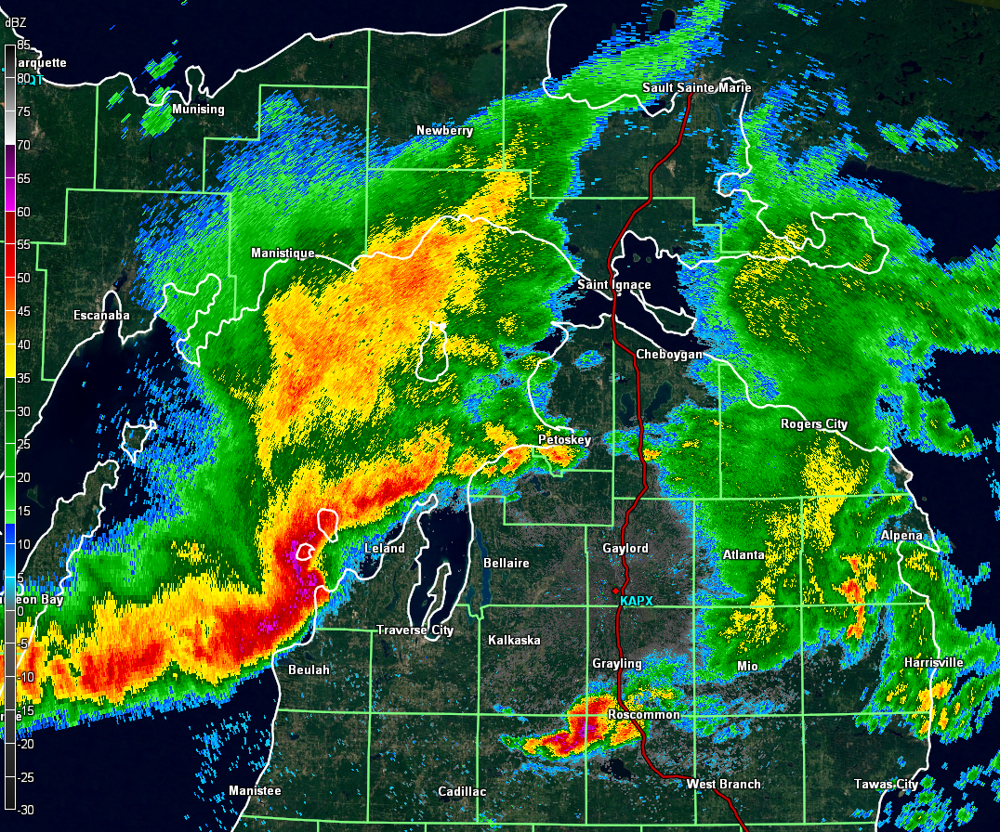 dBZ
85
80
75
70
65
60
55
50
45
40
35
30
25
20
15
10
5
0
-5
-10
-15
-20
-25
-30
arquette
Munising
Sault Sainte Marie
Newberry
Manistique
Saint Ignace
Escanaba
Cheboygan
Rogers City
Petoskey
Alpena
Leland
Gaylord
Atlanta
Bellaire
eon Bay
KAPX
Traverse City
Kalkaska
Grayling
Harrisville
Beulah
Mio
Roscommon
West Branch
Tawas City
Manistee
Cadillac